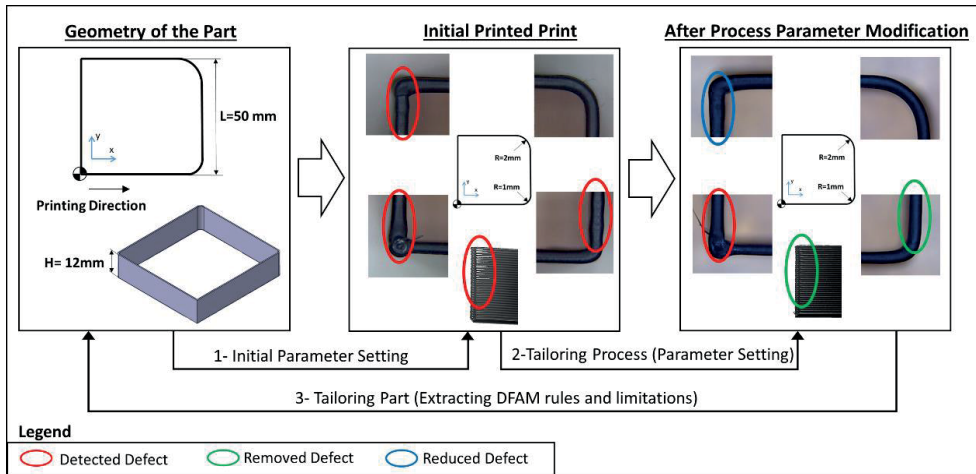 Geometry of the Part
L=50 mm
y
x
Printing Direction
H= 12mm
Initial Printed Print
R=2mm
y
x
R=1mm
After Process Parameter Modification
R=2mm
y
x
R=1mm
1- Initial Parameter Setting
2-Tailoring Process (Parameter Setting)
3- Tailoring Part (Extracting DFAM rules and limitations)
Legend
Detected Defect
Removed Defect
Reduced Defect